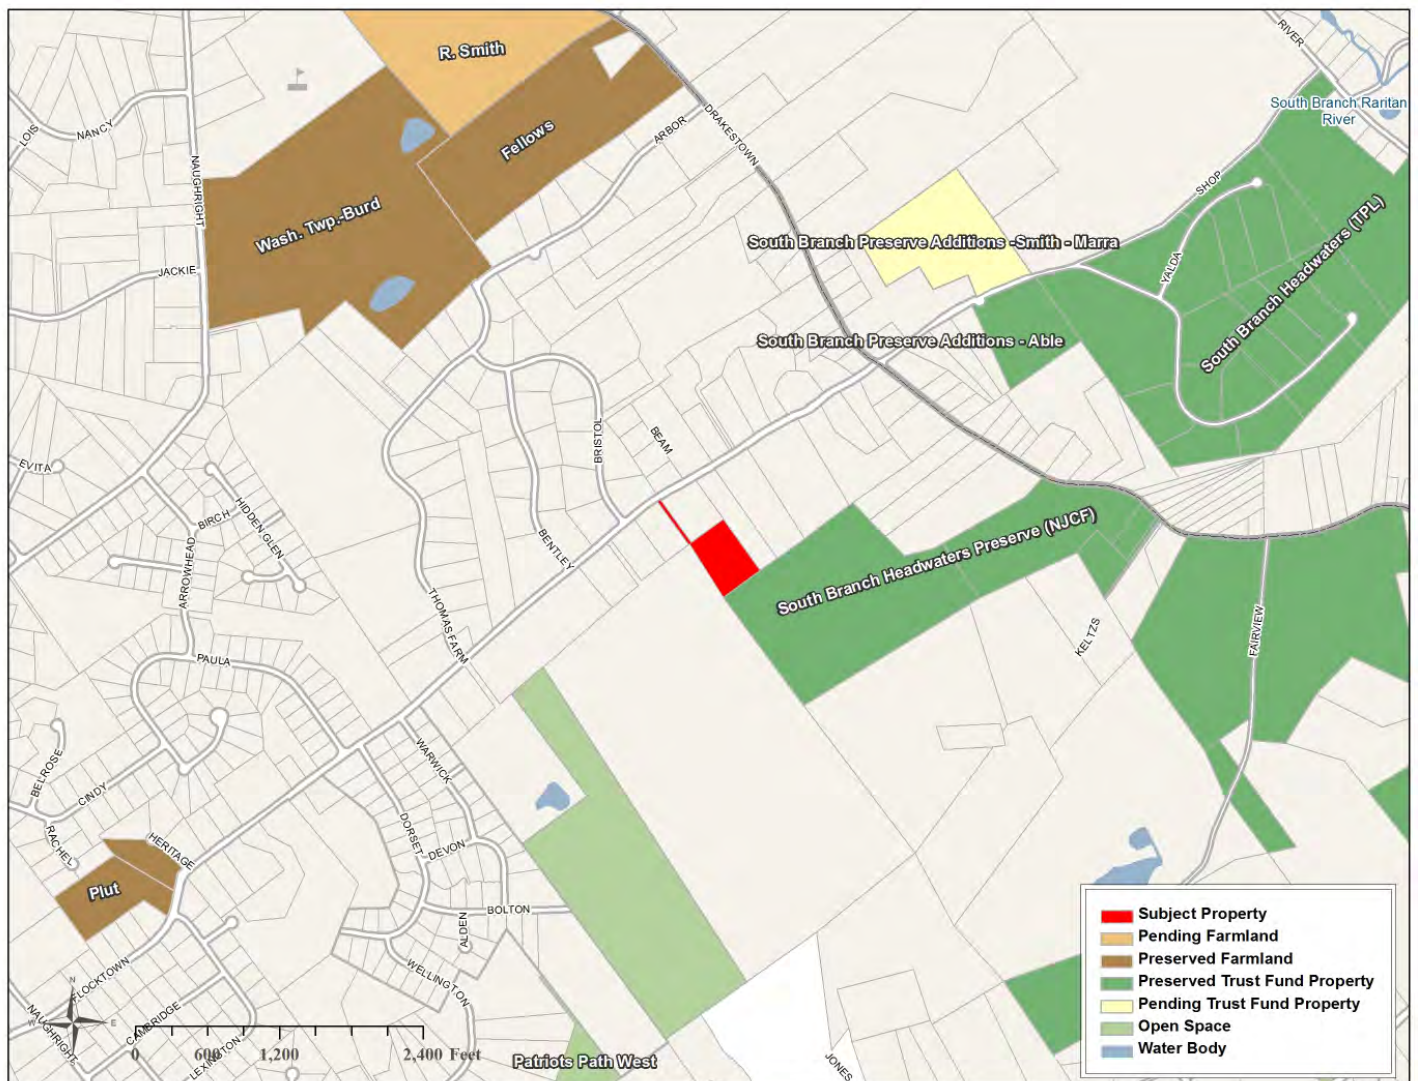 R. Smith
RIVER
LOIS
NANCY
NAUGHRIGHT
Fellows
ARBOR
DRAKESTOWN
South Branch Raritan
River
SHOP
Wash. Twp.-Burd
JACKIE
South Branch Preserve Additions -Smith - Marra
YALDA
South Branch Headwaters (TPL)
South Branch Preserve Additions - Able
BRISTOL
BEAM
EVITA
BIRCH
HIDDEN GLEN
ARROWHEAD
BENTLEY
THOMAS FARM
South Branch Headwaters Preserve (NJCF)
KELTZS
FAIRVIEW
PAULA
WARWICK
BELROSE
CINDY
RACHEL
HERITAGE
DORSET
DEVON
Plut
ALDEN
BOLTON
WELLINGTON
FLOCKTOWN
NAUGHRIGHT
CAMBRIDGE
LEXINGTON
N
W
E
0 600 1,200 2,400 Feet
Patriots Path West
JONES
Subject Property
Pending Farmland
Preserved Farmland
Preserved Trust Fund Property
Pending Trust Fund Property
Open Space
Water Body